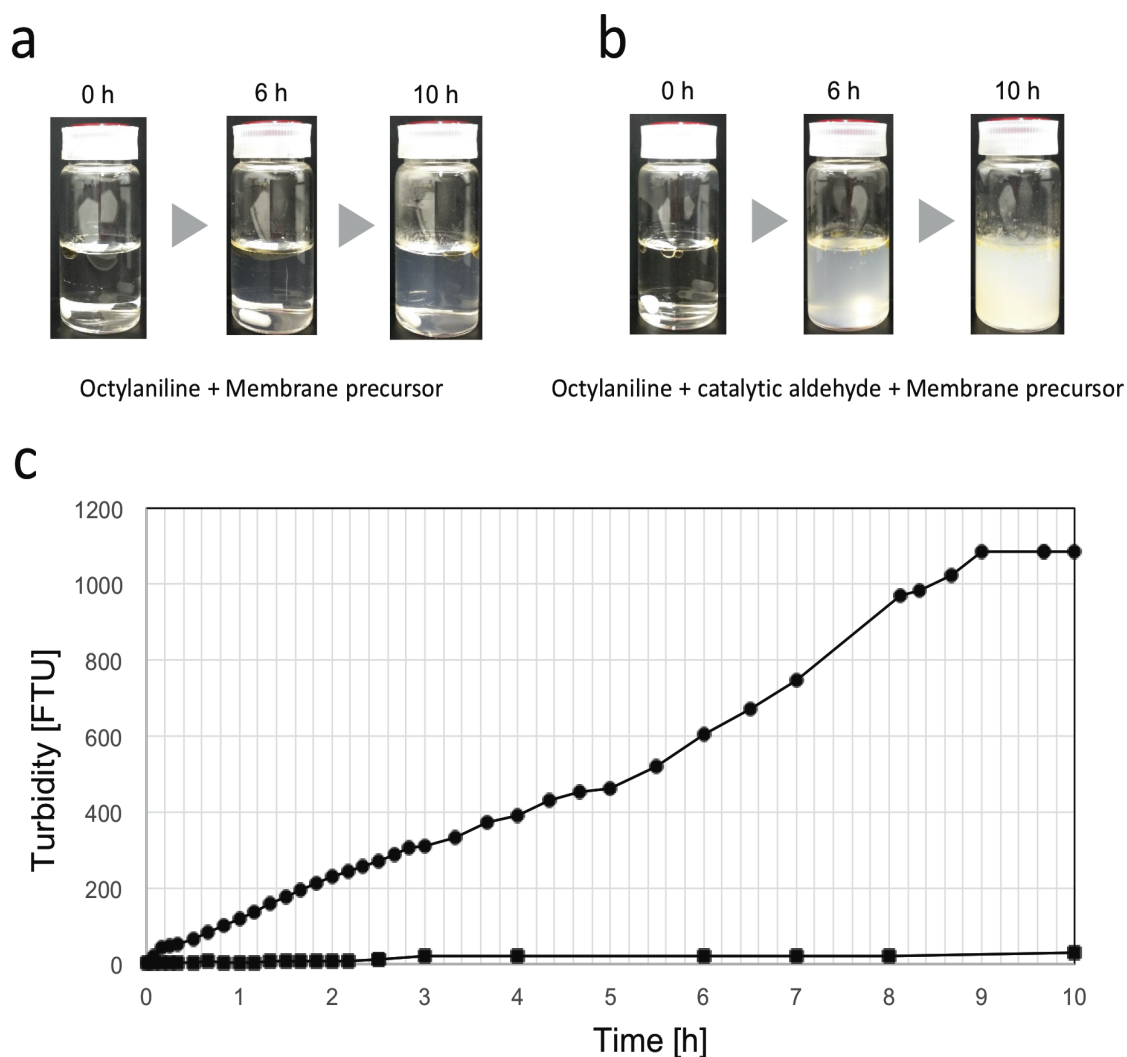 a
0 h
6 h
10 h
Octylaniline + Membrane precursor
b
0 h
6 h
10 h
Octylaniline + catalytic aldehyde + Membrane precursor
c
Turbidity [FTU]
1200
1000
800
600
400
200
0
0 1 2 3 4 5 6 7 8 9 10
Time [h]